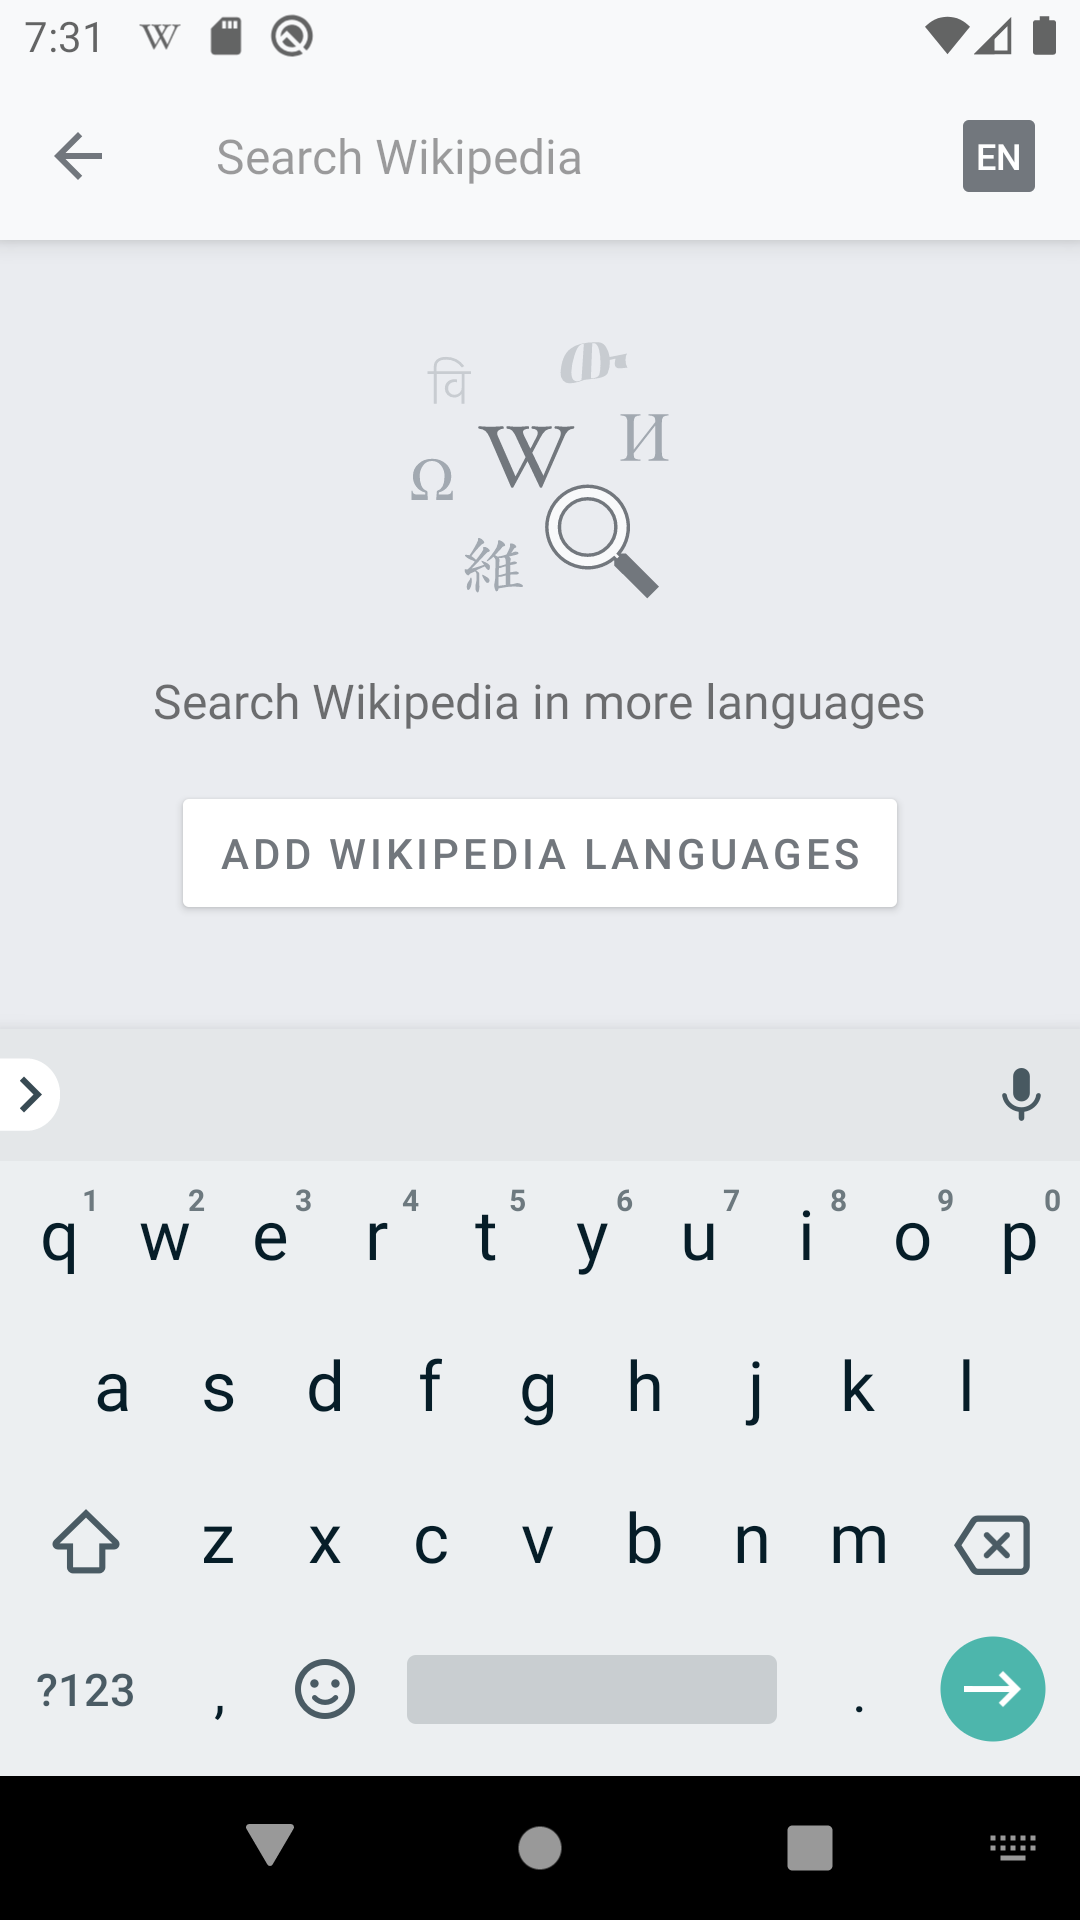 7:31 W
Search Wikipedia EN
वि ው
W И
Ω
維
Search Wikipedia in more languages
ADD WIKIPEDIA LANGUAGES
1 2 3 4 5 6 7 8 9 0
q w e r t y u i o p
a s d f g h j k l
z x c v b n m
?123 , .